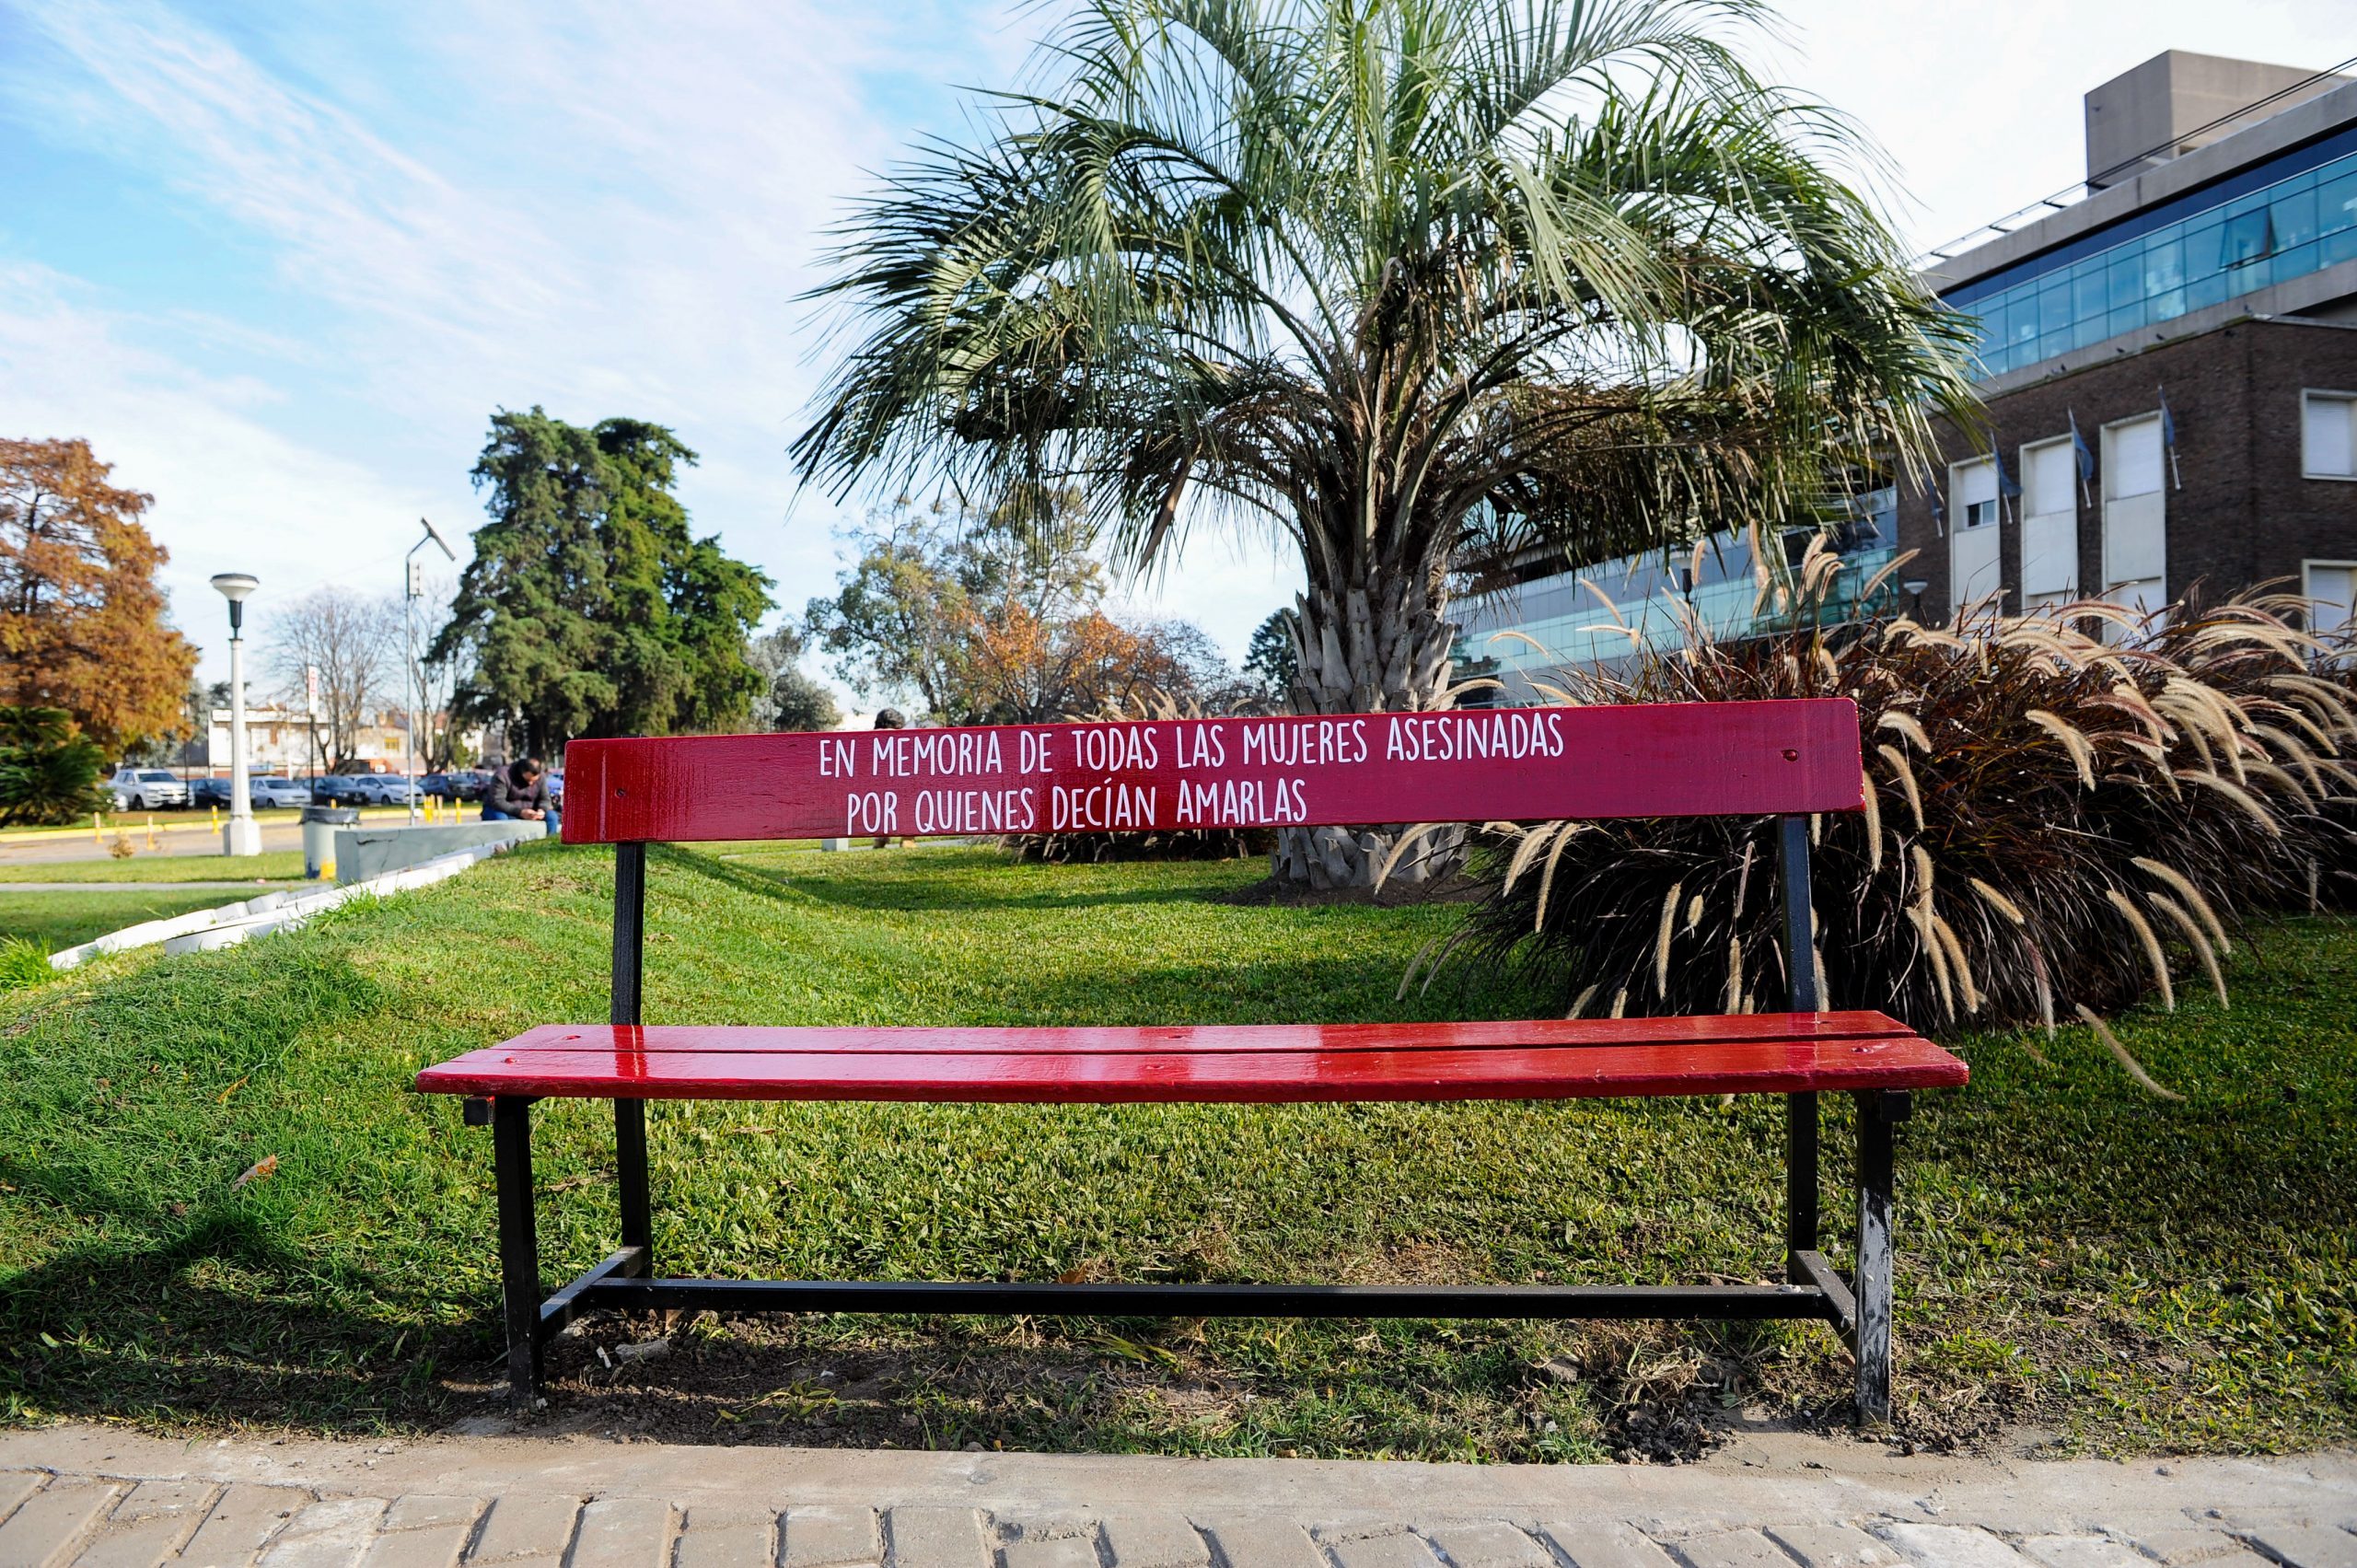 EN MEMORIA DE TODAS LAS MUJERES ASESINADAS
POR QUIENES DECÍAN AMARLAS